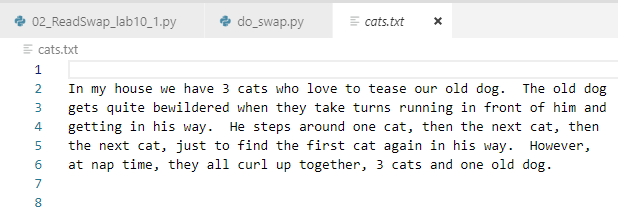 02_ReadSwap_lab10_1.py do_swap.py cats.txt ×
cats.txt
1
2 In my house we have 3 cats who love to tease our old dog.  The old dog
3 gets quite bewildered when they take turns running in front of him and
4 getting in his way.  He steps around one cat, then the next cat, then
5 the next cat, just to find the first cat again in his way.  However,
6 at nap time, they all curl up together, 3 cats and one old dog.
7
8